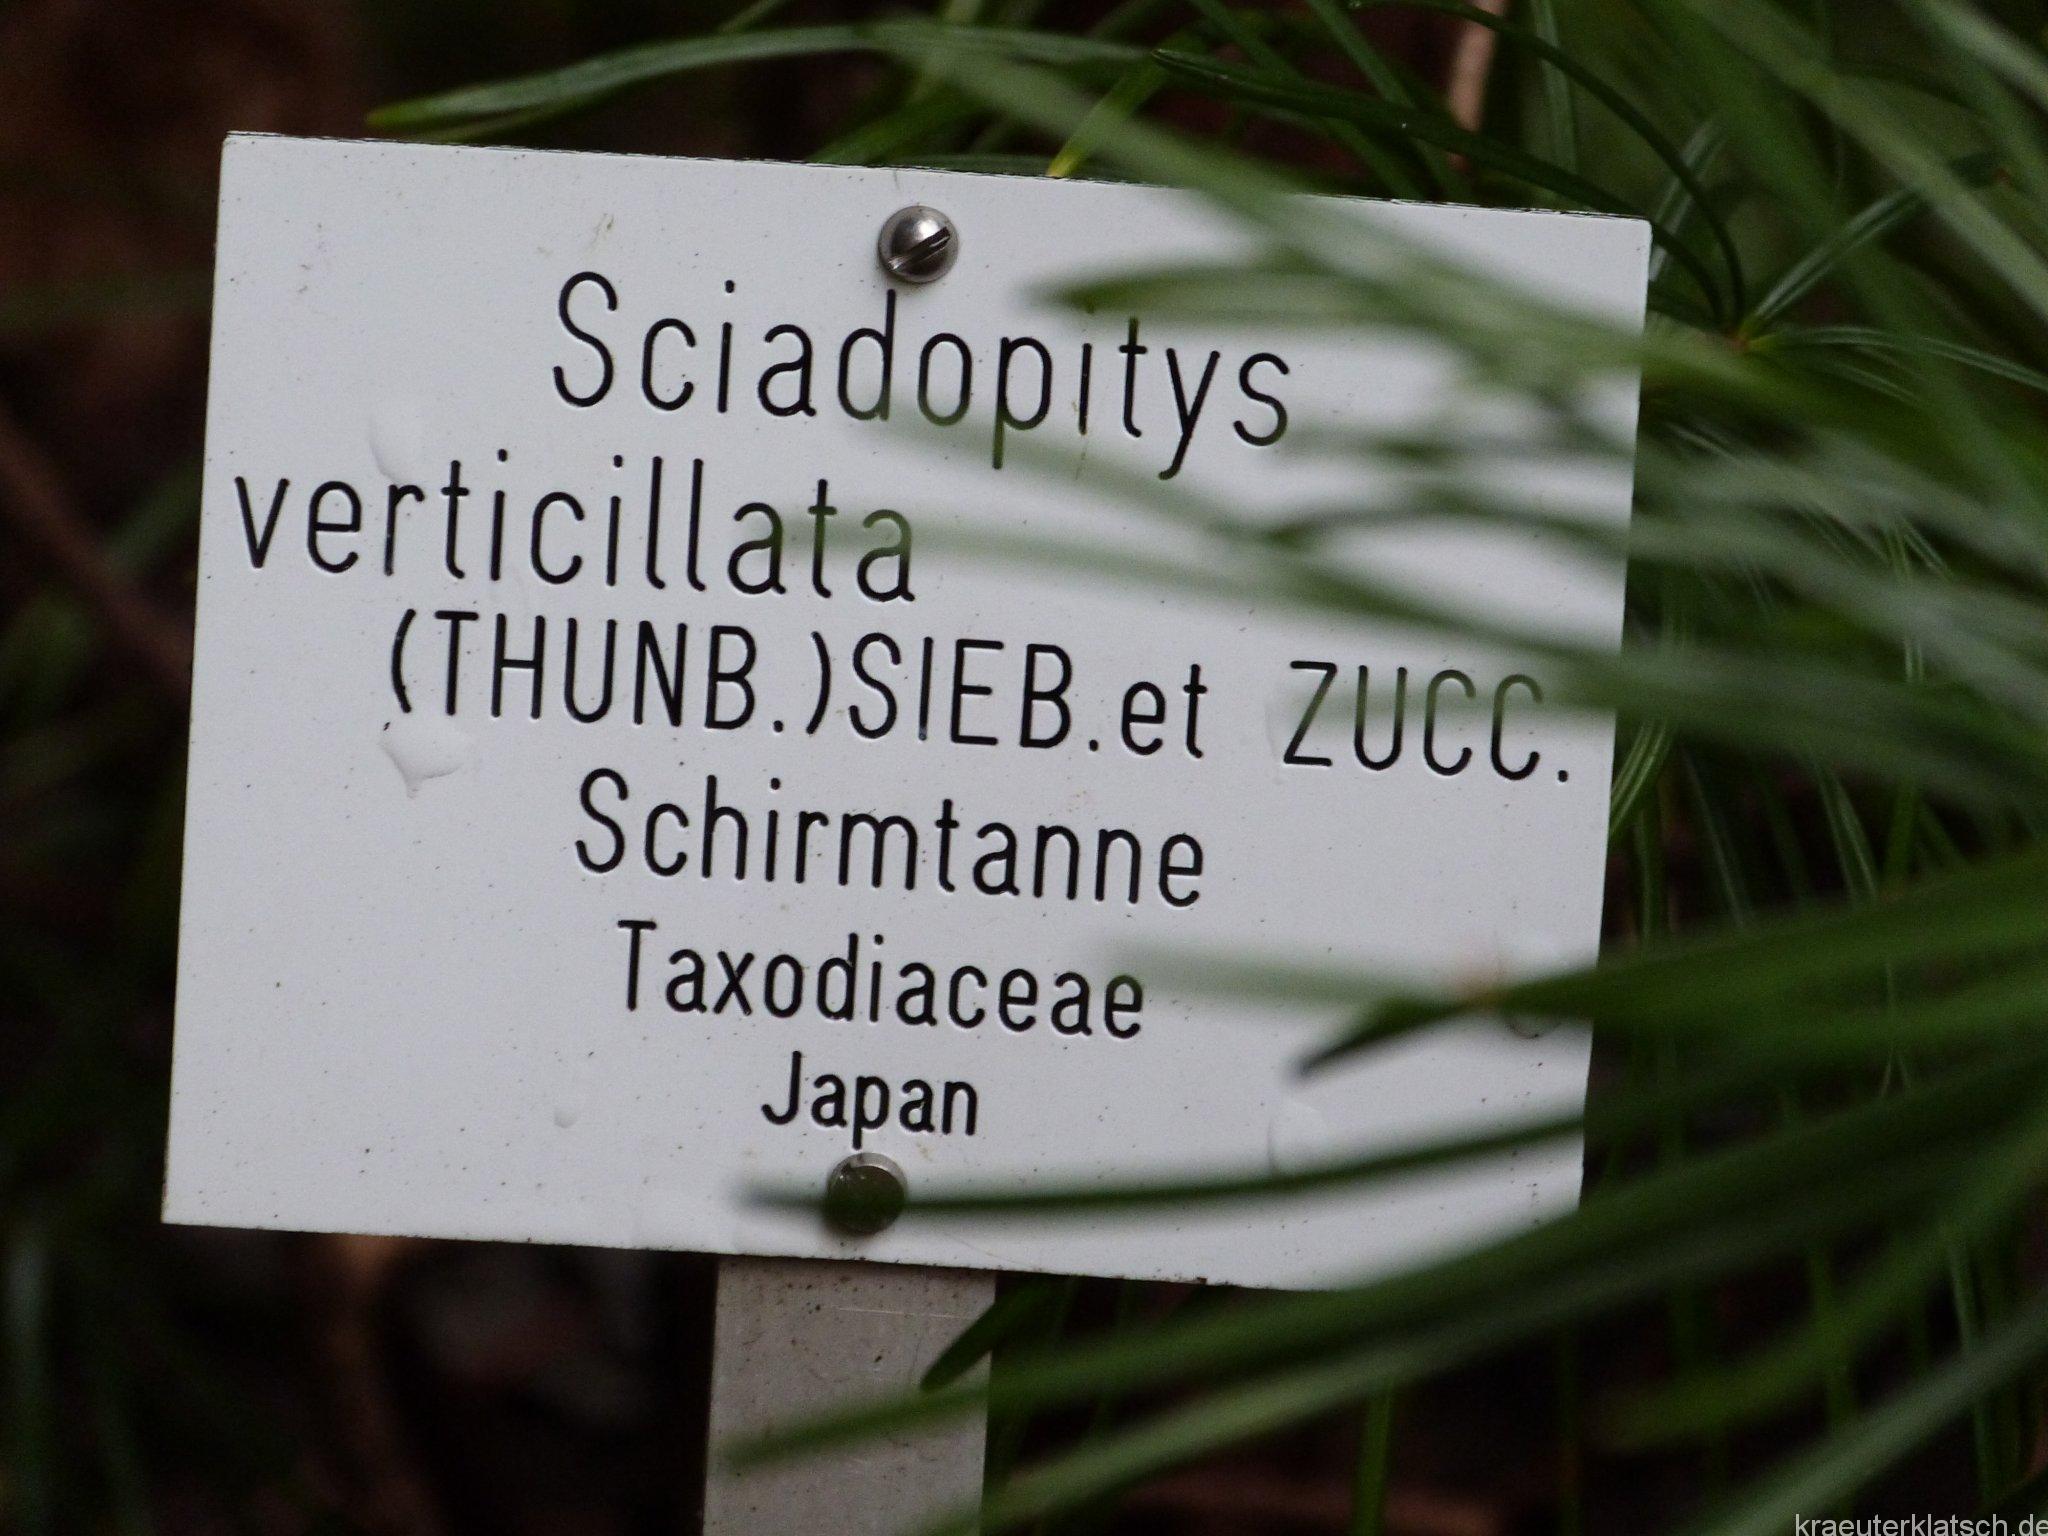 Sciadopitys
verticillata
(THUNB.)SIEB.et ZUCC.
Schirmtanne
Taxodiaceae
Japan
kraeuterklatsch.de